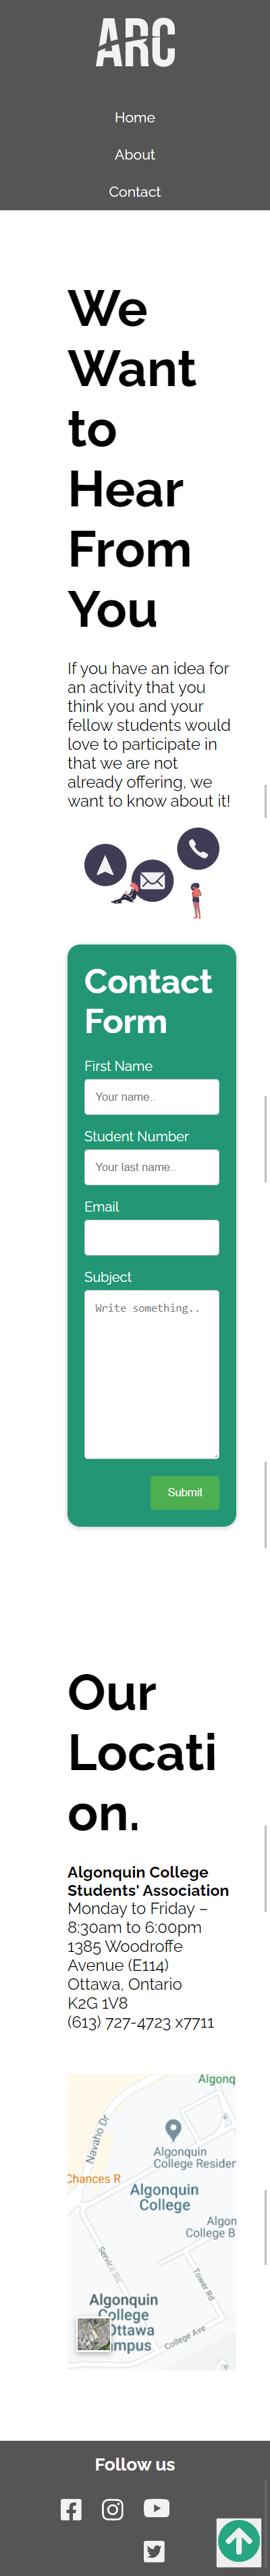 ARC
Home
About
Contact
We
Want
to
Hear
From
You
If you have an idea for
an activity that you
think you and your
fellow students would
love to participate in
that we are not
already offering, we
want to know about it!
Contact
Form
First Name
Your name..
Student Number
Your last name..
Email
Subject
Write something..
Submit
Our
Locati
on.
Algonquin College
Students' Association
Monday to Friday –
8:30am to 6:00pm
1385 Woodroffe
Avenue (E114)
Ottawa, Ontario
K2G 1V8
(613) 727-4723 x7711
Algonq
Navaho Dr
Algonquin
College Residen
Chances R
Algonquin
College
Algon
College B
Service Rd
Tower Rd
Algonquin
College
Ottawa
Campus
College Ave
Follow us